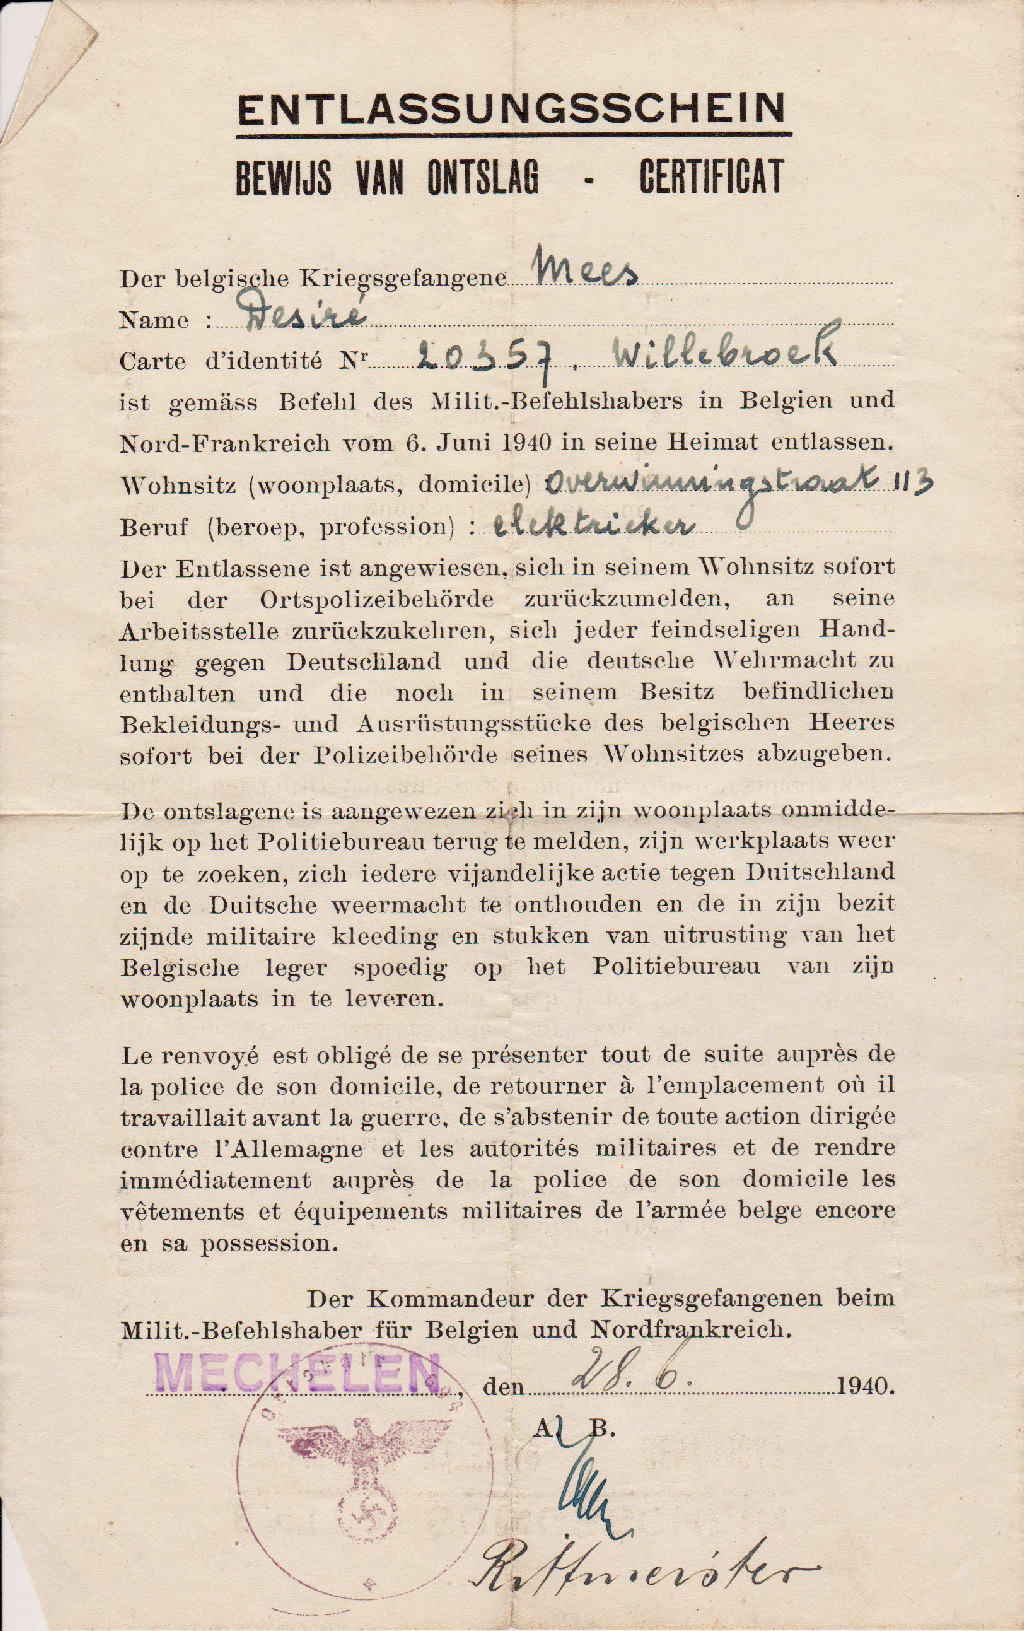 ENTLASSUNGSSCHEIN
BEWIJS VAN ONTSLAG - CERTIFICAT
Der belgische Kriegsgefangene Mees
Name : Desiré
Carte d'identité Nr 20357. Willebroek
ist gemäss Befehl des Milit.-Befehlshabers in Belgien und
Nord-Frankreich vom 6. Juni 1940 in seine Heimat entlassen.
Wohnsitz (woonplaats, domicile) Overwinningstraat 113
Beruf (beroep, profession) : elektrieker
Der Entlassene ist angewiesen, sich in seinem Wohnsitz sofort
bei der Ortspolizeibehörde zurückzumelden, an seine
Arbeitsstelle zurückzukehren, sich jeder feindseligen Hand-
lung gegen Deutschland und die deutsche Wehrmacht zu
enthalten und die noch in seinem Besitz befindlichen
Bekleidungs- und Ausrüstungsstücke des belgischen Heeres
sofort bei der Polizeibehörde seines Wohnsitzes abzugeben.
De ontslagene is aangewezen zich in zijn woonplaats onmidde-
lijk op het Politiebureau terug te melden, zijn werkplaats weer
op te zoeken, zich iedere vijandelijke actie tegen Duitschland
en de Duitsche weermacht te onthouden en de in zijn bezit
zijnde militaire kleeding en stukken van uitrusting van het
Belgische leger spoedig op het Politiebureau van zijn
woonplaats in te leveren.
Le renvoyé est obligé de se présenter tout de suite auprès de
la police de son domicile, de retourner à l'emplacement où il
travaillait avant la guerre, de s'abstenir de toute action dirigée
contre l'Allemagne et les autorités militaires et de rendre
immédiatement auprès de la police de son domicile les
vêtements et équipements militaires de l'armée belge encore
en sa possession.
Der Kommandeur der Kriegsgefangenen beim
Milit.-Befehlshaber für Belgien und Nordfrankreich.
MECHELEN, den 28. 6. 1940.
A. B.
Rittmeister